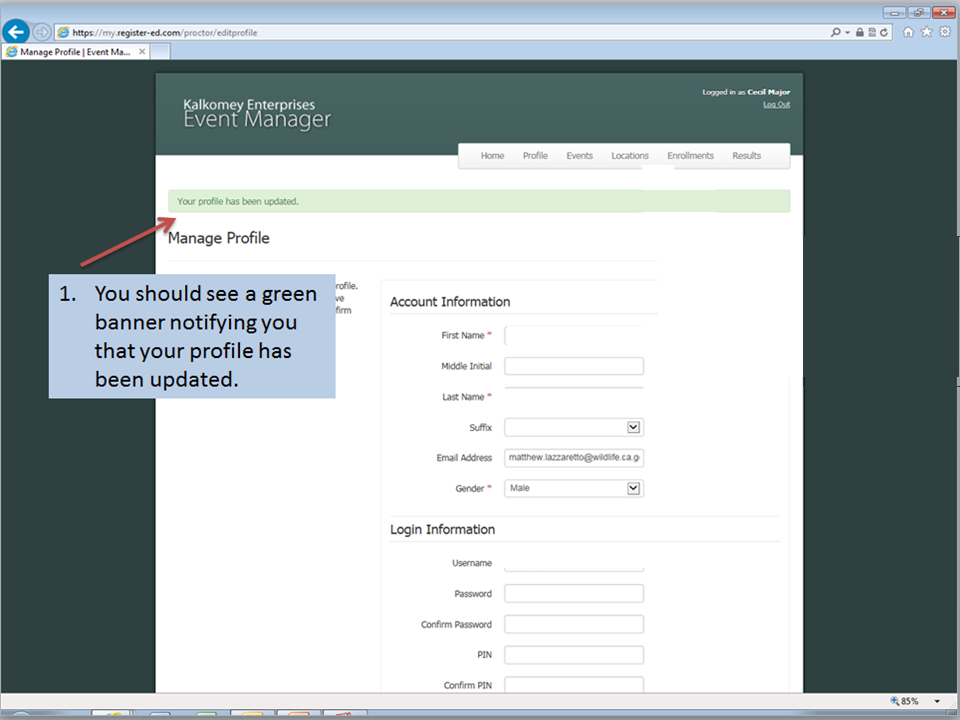 https://my.register-ed.com/proctor/editprofile
Manage Profile | Event Ma...
Logged in as Cecil Major
Log Out
Kalkomey Enterprises
Event Manager
Home Profile Events Locations Enrollments Results
Your profile has been updated.
Manage Profile
1. You should see a green
banner notifying you
that your profile has
been updated.
rofile.
ve
firm
Account Information
First Name *
Middle Initial
Last Name *
Suffix
Email Address matthew.lazzaretto@wildlife.ca.g
Gender * Male
Login Information
Username
Password
Confirm Password
PIN
Confirm PIN
85%